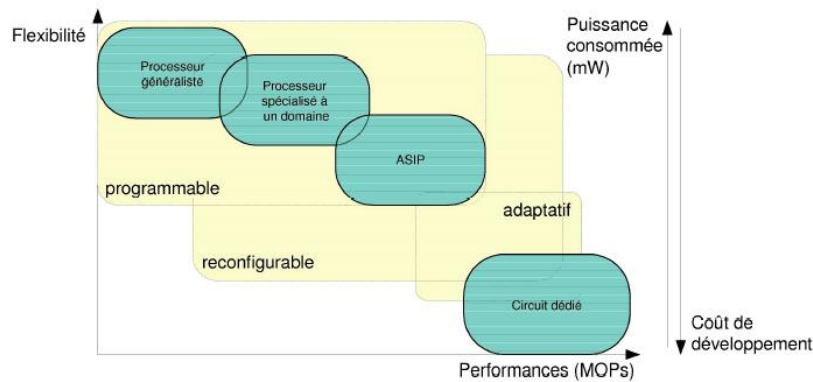 Flexibilité
Processeur
généraliste
Processeur
spécialisé à
un domaine
ASIP
programmable
adaptatif
reconfigurable
Circuit dédié
Performances (MOPs)
Puissance
consommée
(mW)
Coût de
développement